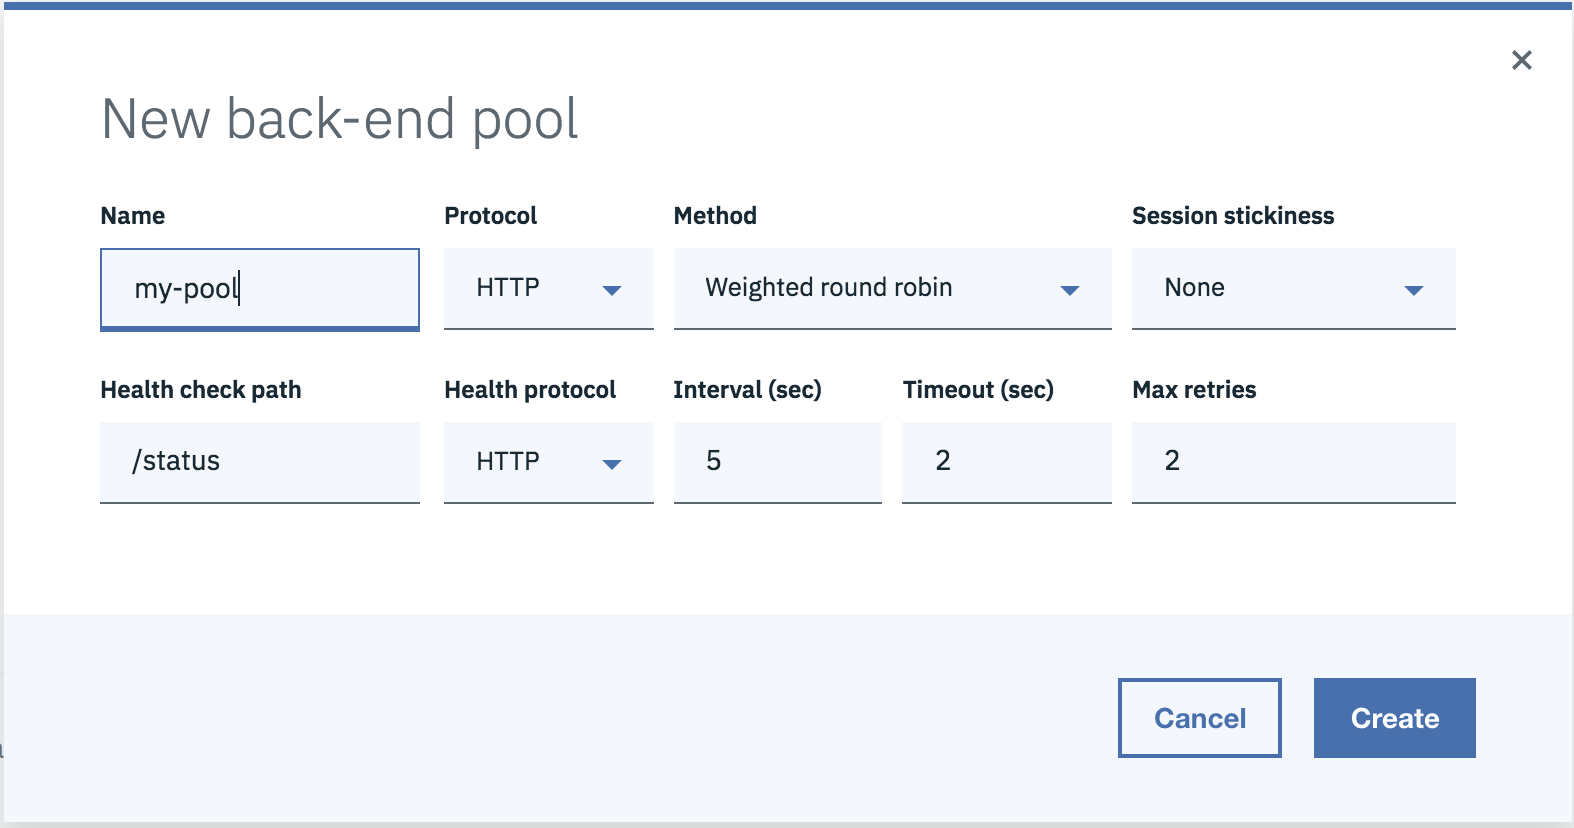 New back-end pool
Name Protocol Method Session stickiness
my-pool HTTP Weighted round robin None
Health check path Health protocol Interval (sec) Timeout (sec) Max retries
/status HTTP 5 2 2
Cancel Create